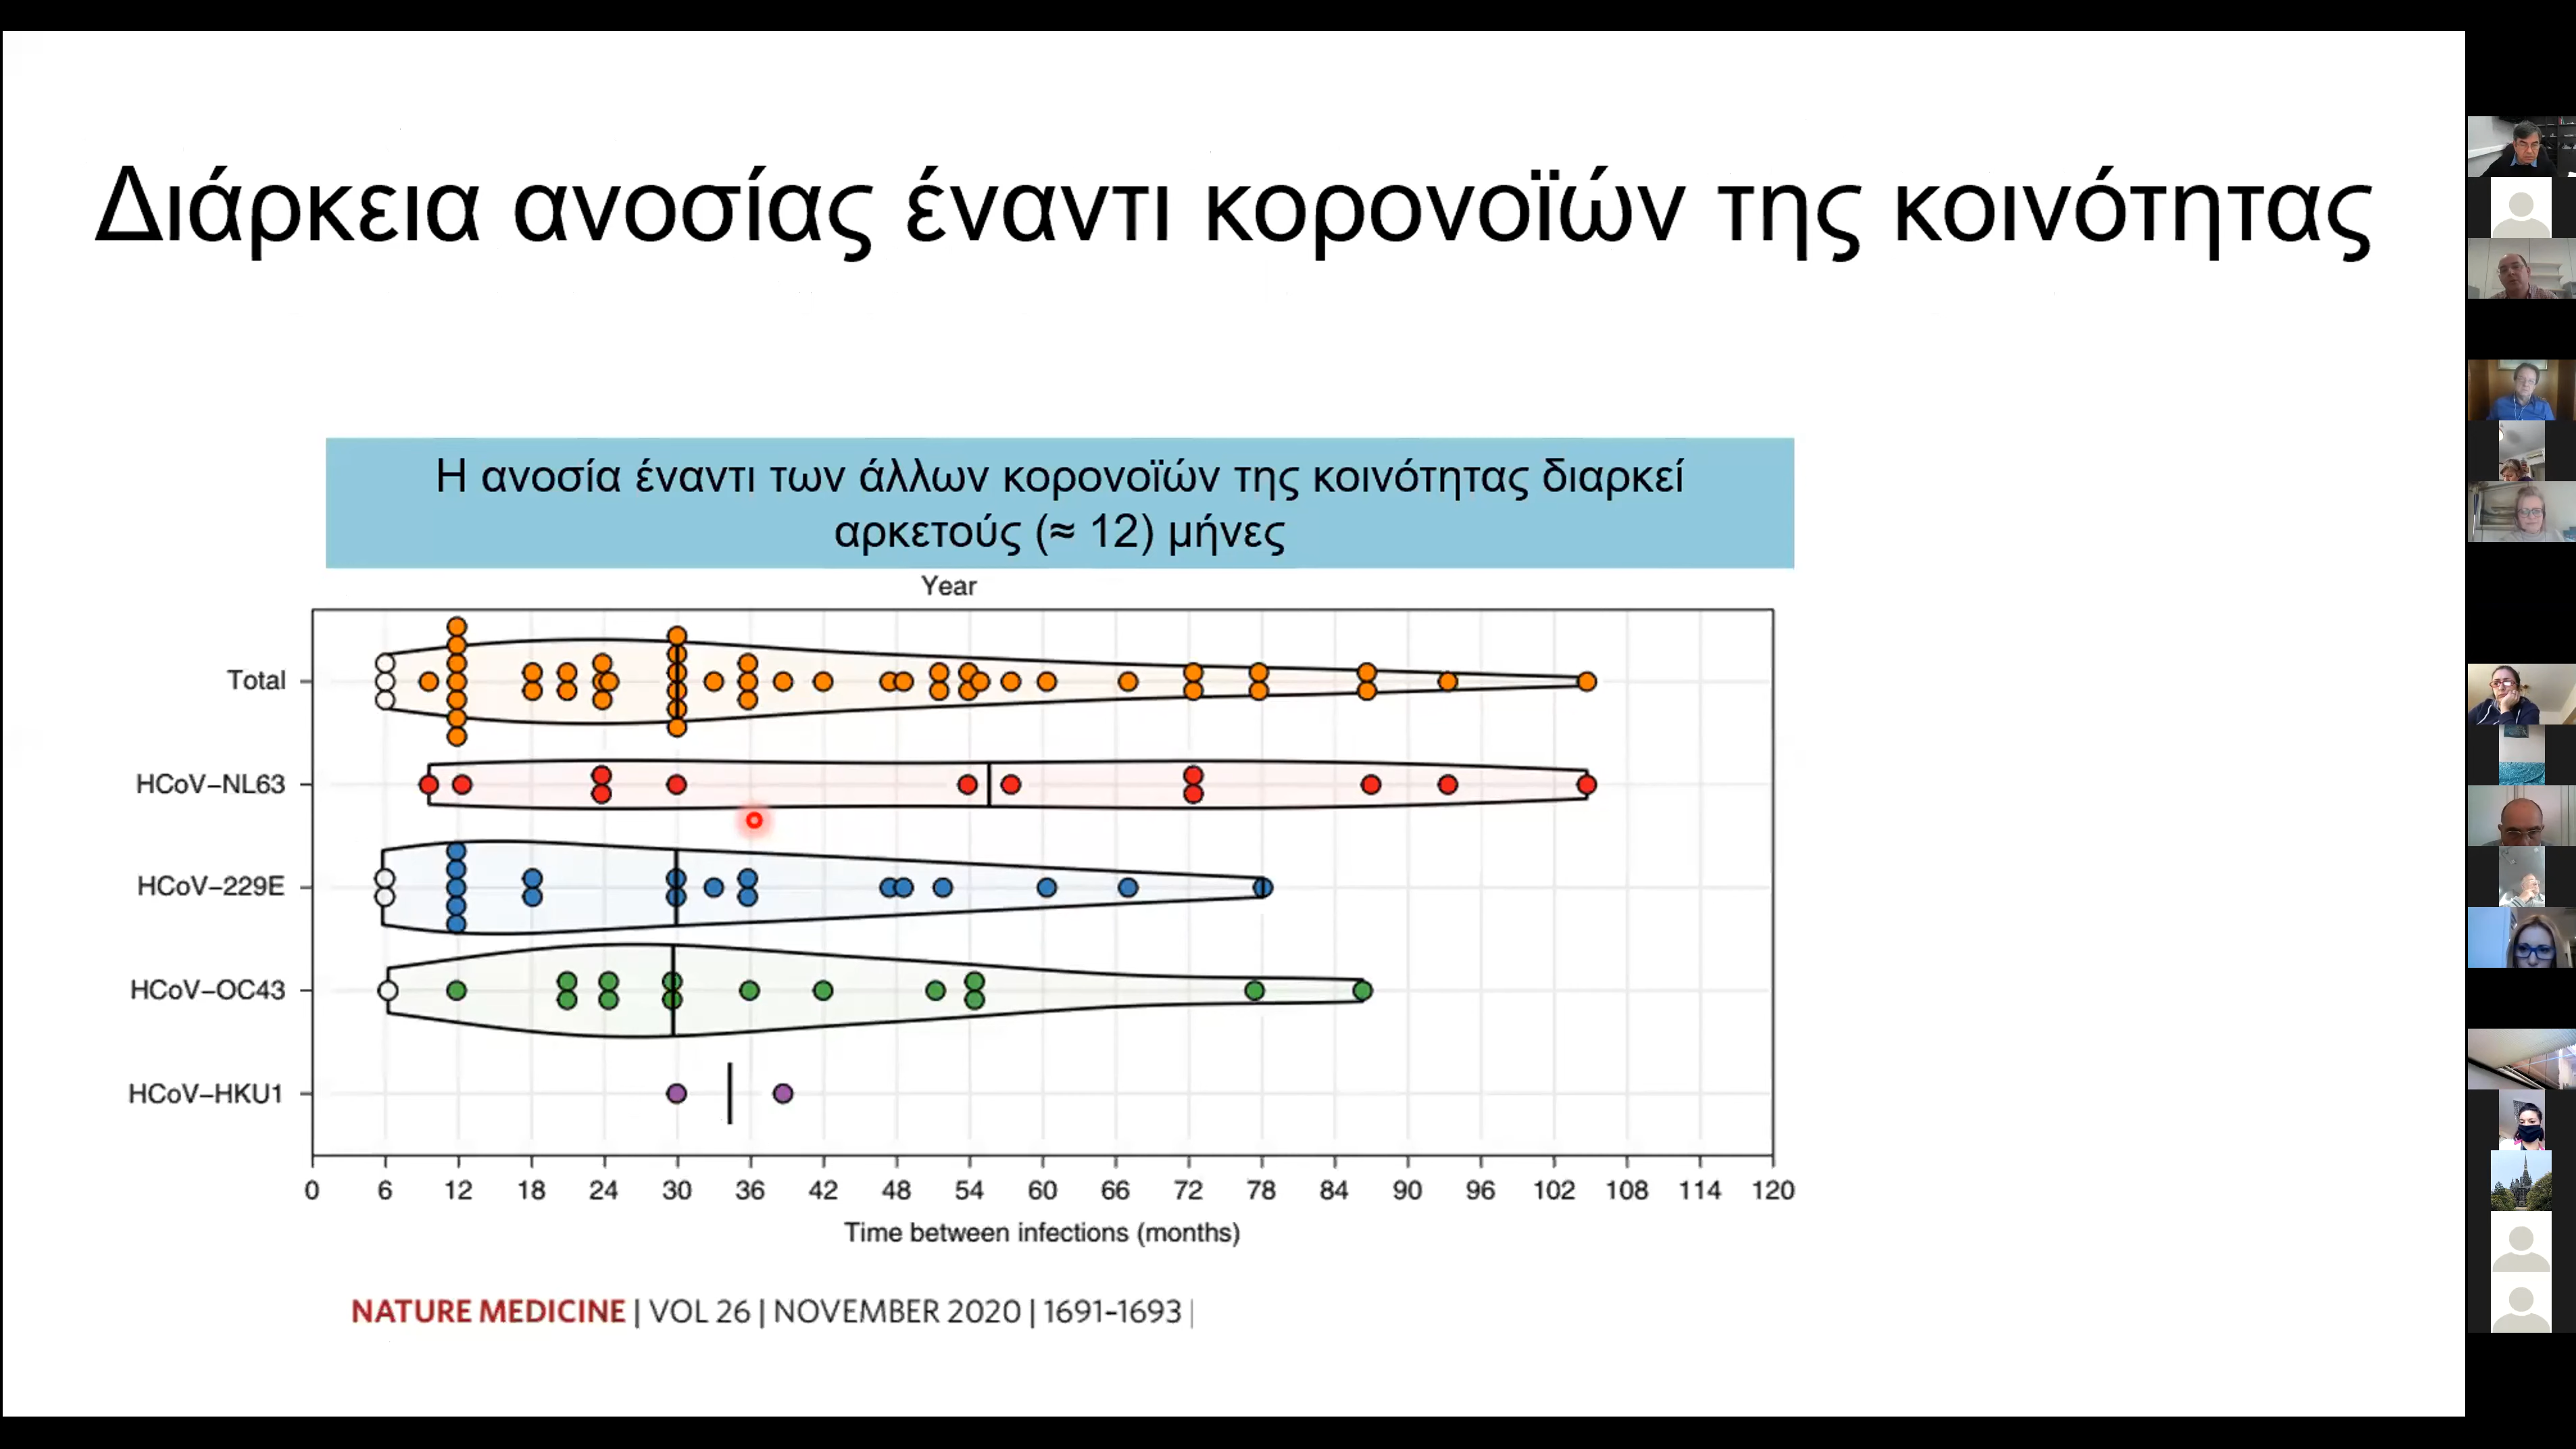 Διάρκεια ανοσίας έναντι κορονοϊών της κοινότητας
Η ανοσία έναντι των άλλων κορονοϊών της κοινότητας διαρκεί
αρκετούς (≈ 12) μήνες
Year
Total
HCoV–NL63
HCoV–229E
HCoV–OC43
HCoV–HKU1
0 6 12 18 24 30 36 42 48 54 60 66 72 78 84 90 96 102 108 114 120
Time between infections (months)
NATURE MEDICINE | VOL 26 | NOVEMBER 2020 | 1691–1693 |